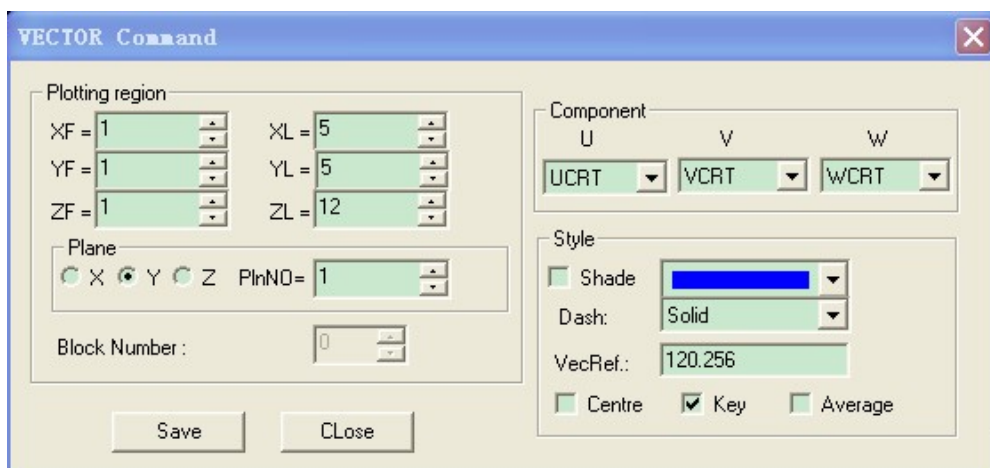 VECTOR Command
Plotting region
XF = 1 XL = 5
YF = 1 YL = 5
ZF = 1 ZL = 12
Plane
X Y Z PlnNO= 1
Block Number : 0
Save CLose
Component
U V W
UCRT VCRT WCRT
Style
Shade
Dash: Solid
VecRef.: 120.256
Centre Key Average